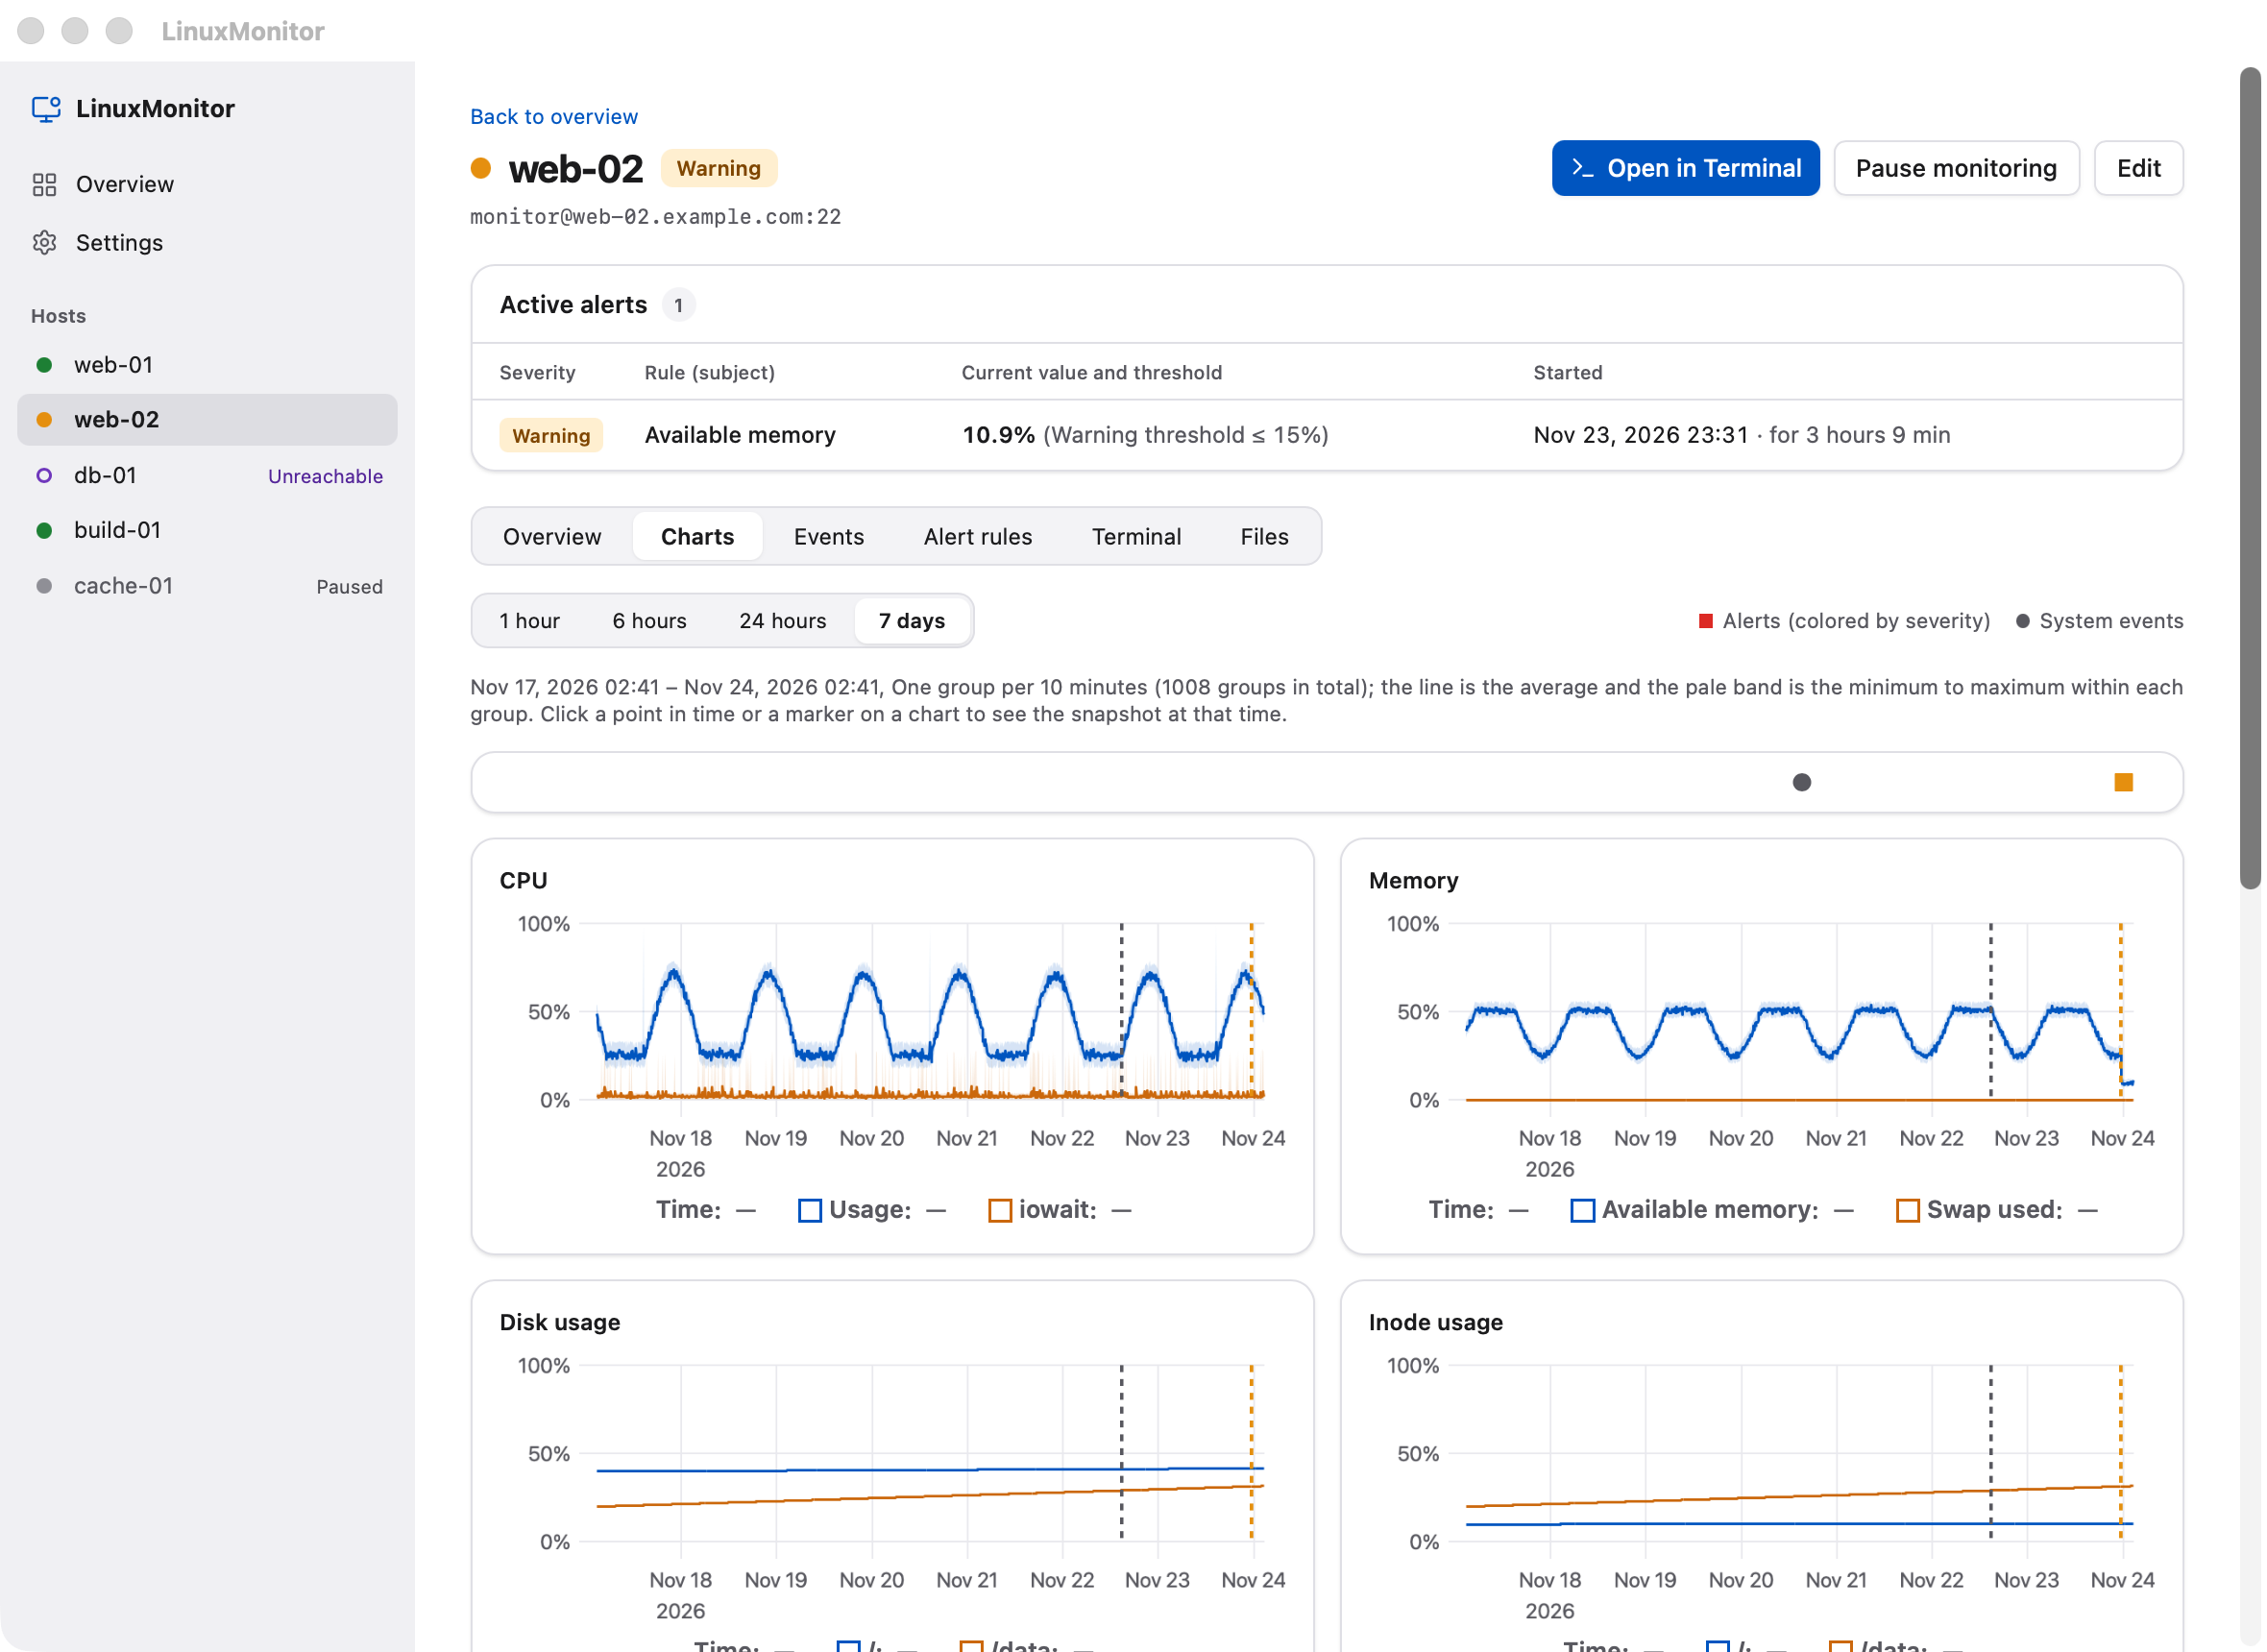 LinuxMonitor
LinuxMonitor
Overview
Settings
Hosts
web-01
web-02
db-01 Unreachable
build-01
cache-01 Paused
Back to overview
web-02 Warning
monitor@web-02.example.com:22
Open in Terminal Pause monitoring Edit
Active alerts 1
Severity Rule (subject) Current value and threshold Started
Warning Available memory 10.9% (Warning threshold ≤ 15%) Nov 23, 2026 23:31 · for 3 hours 9 min
Overview Charts Events Alert rules Terminal Files
1 hour 6 hours 24 hours 7 days
Alerts (colored by severity) System events
Nov 17, 2026 02:41 – Nov 24, 2026 02:41, One group per 10 minutes (1008 groups in total); the line is the average and the pale band is the minimum to maximum within each
group. Click a point in time or a marker on a chart to see the snapshot at that time.
CPU
100%
50%
0%
Nov 18 Nov 19 Nov 20 Nov 21 Nov 22 Nov 23 Nov 24
2026
Time: — Usage: — iowait: —
Memory
100%
50%
0%
Nov 18 Nov 19 Nov 20 Nov 21 Nov 22 Nov 23 Nov 24
2026
Time: — Available memory: — Swap used: —
Disk usage
100%
50%
0%
Nov 18 Nov 19 Nov 20 Nov 21 Nov 22 Nov 23 Nov 24
2026
Time: — /: — /data: —
Inode usage
100%
50%
0%
Nov 18 Nov 19 Nov 20 Nov 21 Nov 22 Nov 23 Nov 24
2026
Time: — /: — /data: —